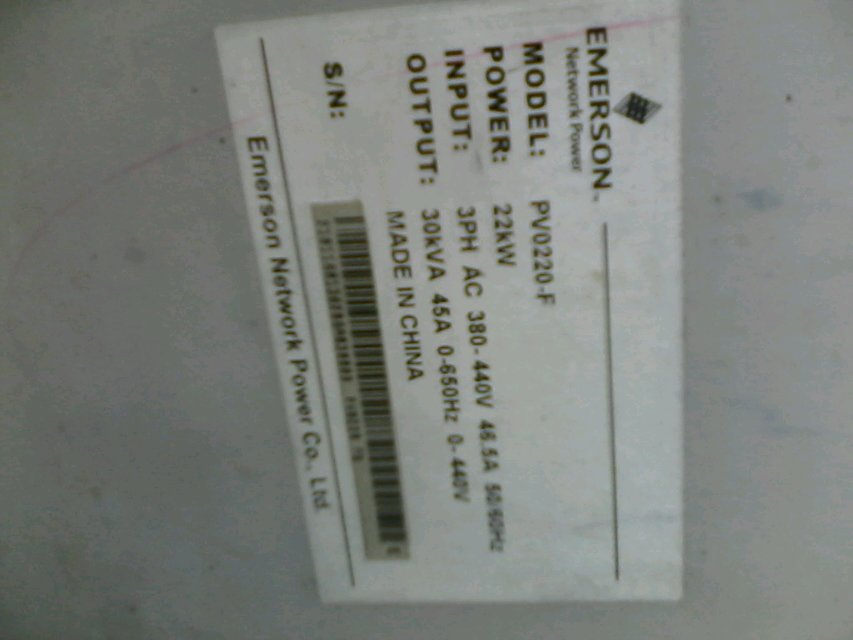 EMERSON™
Network Power
MODEL: PV0220-F
POWER: 22kW
INPUT: 3PH AC 380-440V 46.5A 50/60Hz
OUTPUT: 30kVA 45A 0-650Hz 0-440V
MADE IN CHINA
S/N:
Emerson Network Power Co., Ltd.